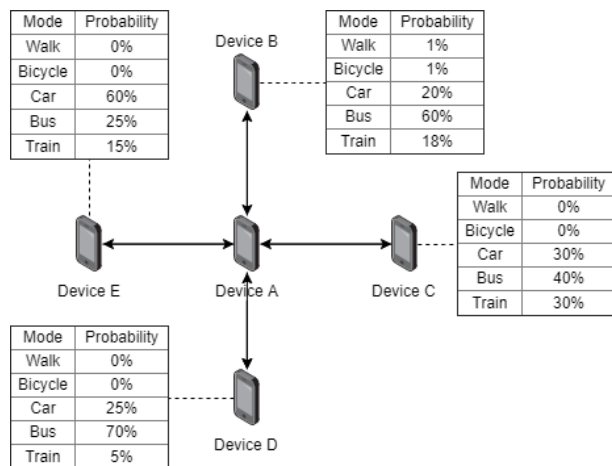 Mode Probability
Walk 0%
Bicycle 0%
Car 60%
Bus 25%
Train 15%
Device B
Mode Probability
Walk 1%
Bicycle 1%
Car 20%
Bus 60%
Train 18%
Mode Probability
Walk 0%
Bicycle 0%
Car 30%
Bus 40%
Train 30%
Device E
Device A
Device C
Mode Probability
Walk 0%
Bicycle 0%
Car 25%
Bus 70%
Train 5%
Device D